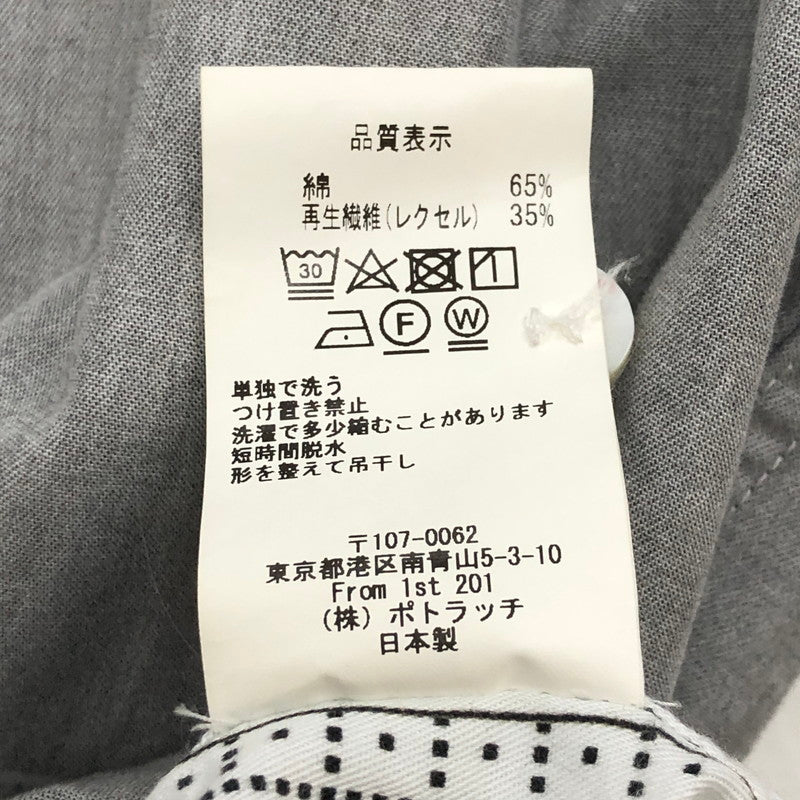 品質表示
綿 65%
再生繊維(レクセル) 35%
30
F W
単独で洗う
つけ置き禁止
洗濯で多少縮むことがあります
短時間脱水
形を整えて吊干し
〒107-0062
東京都港区南青山5-3-10
From 1st 201
(株) ポトラッチ
日本製